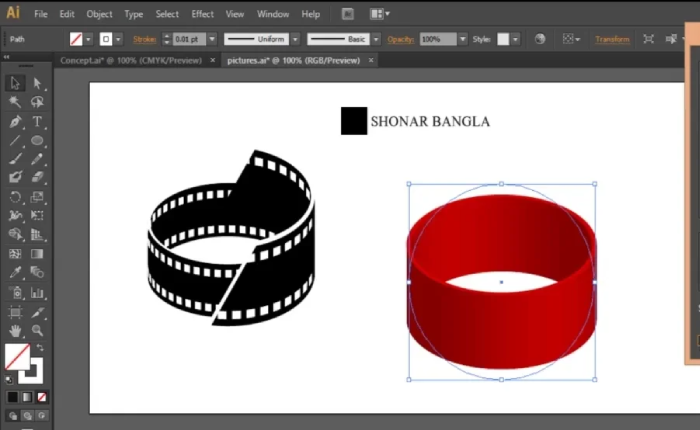 Ai File Edit Object Type Select Effect View Window Help Br
Path Stroke: 0.01 pt Uniform Basic Opacity: 100% Style: Transform
Concept.ai* @ 100% (CMYK/Preview) × pictures.ai* @ 100% (RGB/Preview) ×
SHONAR BANGLA